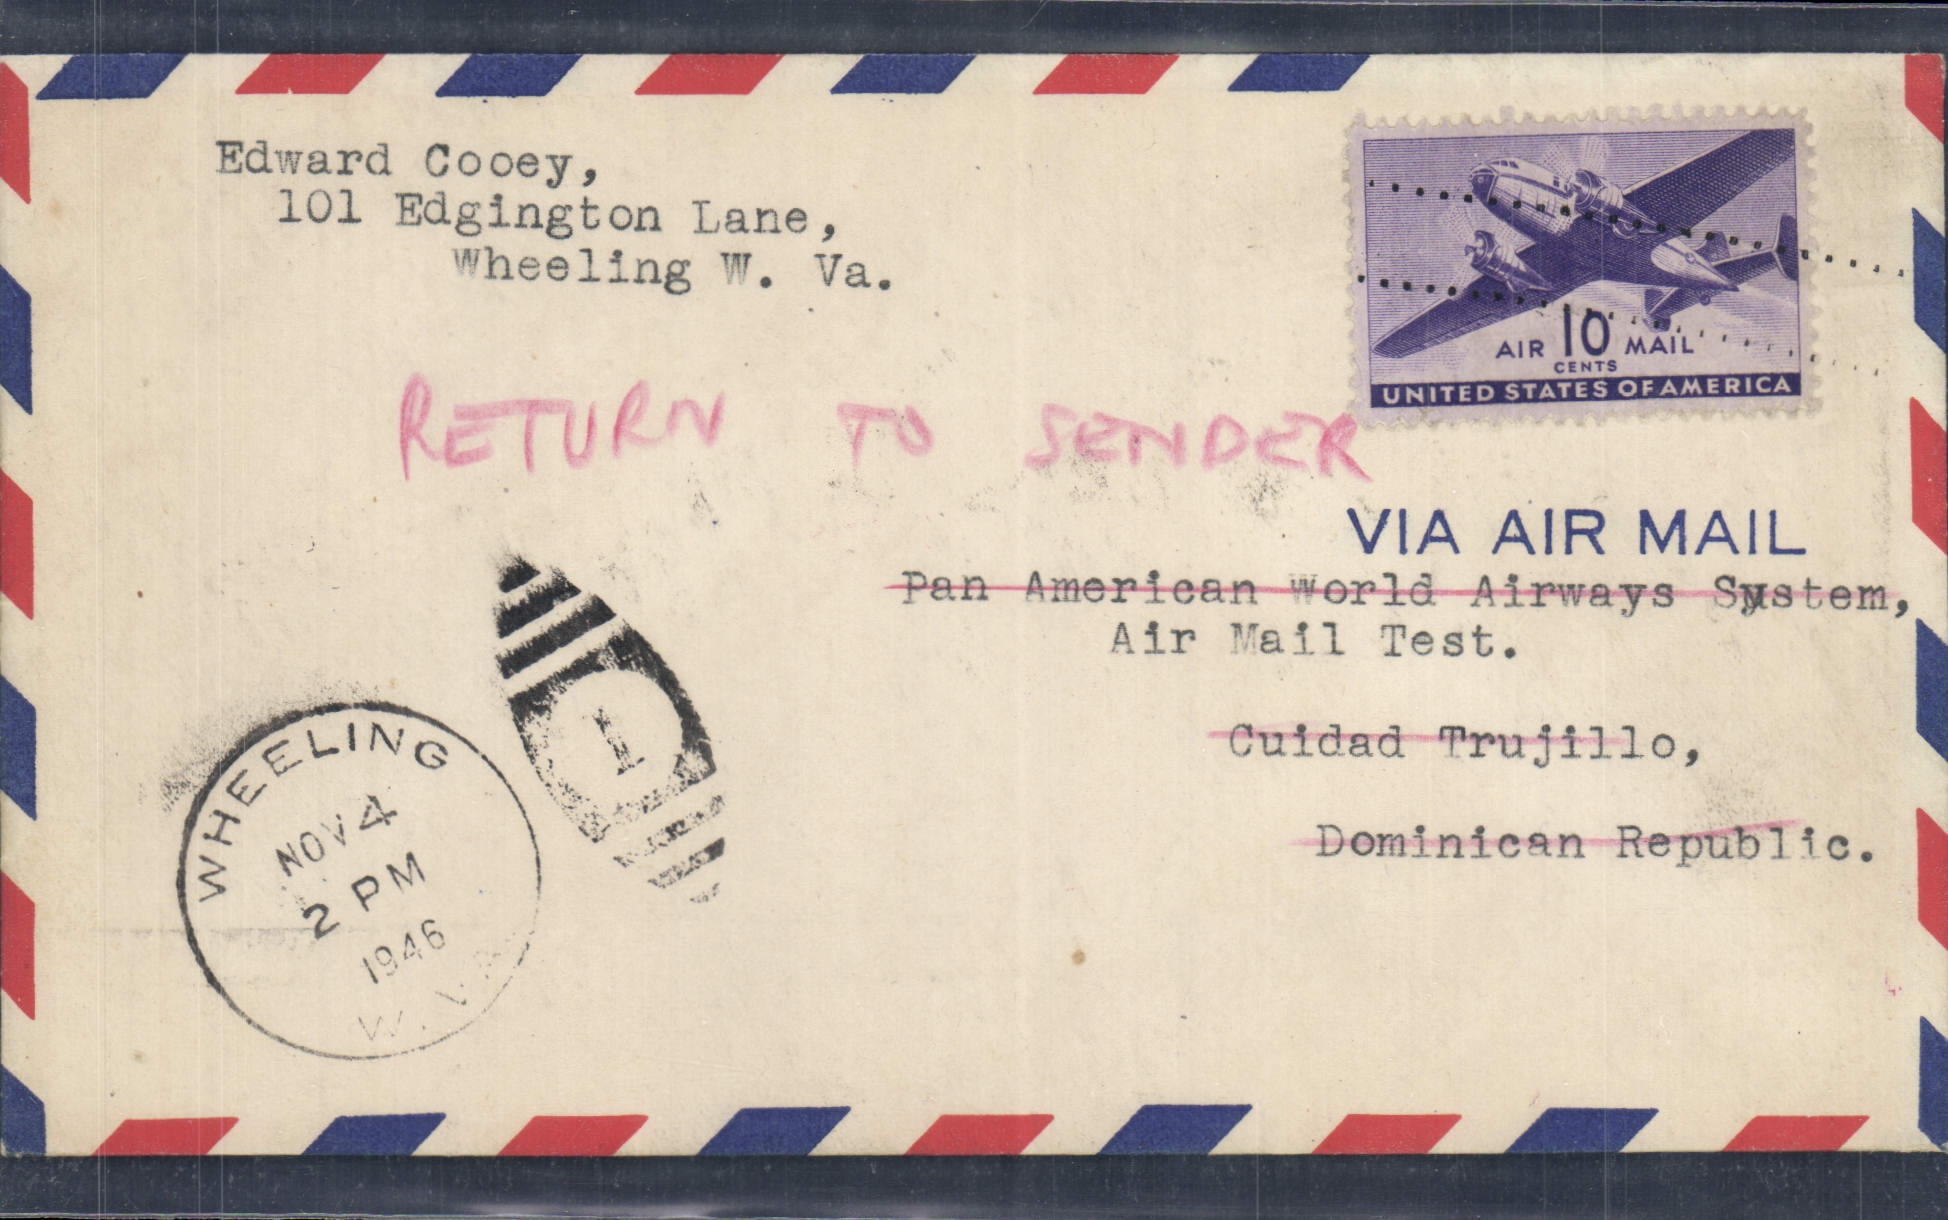 Edward Cooey,
101 Edgington Lane,
Wheeling W. Va.
AIR 10 MAIL
CENTS
UNITED STATES OF AMERICA
RETURN TO SENDER
VIA AIR MAIL
Pan American World Airways System,
Air Mail Test.
Cuidad Trujillo,
Dominican Republic.
1
WHEELING
NOV 4
2 PM
1946
W. VA.